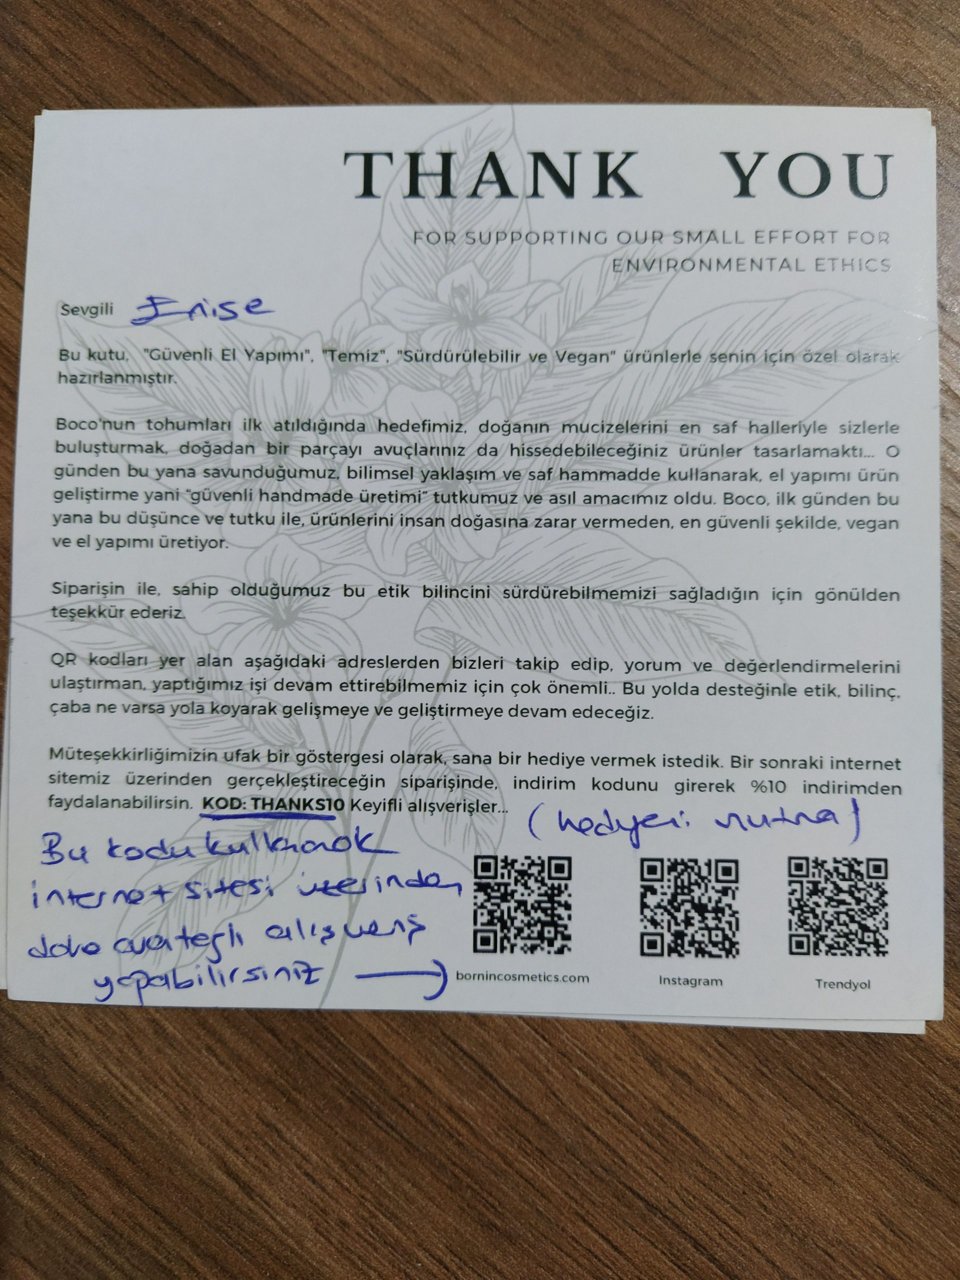 THANK YOU
FOR SUPPORTING OUR SMALL EFFORT FOR
ENVIRONMENTAL ETHICS
Sevgili Enise
Bu kutu, "Güvenli El Yapımı", "Temiz", "Sürdürülebilir ve Vegan" ürünlerle senin için özel olarak
hazırlanmıştır.
Boco'nun tohumları ilk atıldığında hedefimiz, doğanın mucizelerini en saf halleriyle sizlerle
buluşturmak, doğadan bir parçayı avuçlarınız da hissedebileceğiniz ürünler tasarlamaktı... O
günden bu yana savunduğumuz, bilimsel yaklaşım ve saf hammadde kullanarak, el yapımı ürün
geliştirme yani "güvenli handmade üretimi" tutkumuz ve asıl amacımız oldu. Boco, ilk günden bu
yana bu düşünce ve tutku ile, ürünlerini insan doğasına zarar vermeden, en güvenli şekilde, vegan
ve el yapımı üretiyor.
Siparişin ile, sahip olduğumuz bu etik bilincini sürdürebilmemizi sağladığın için gönülden
teşekkür ederiz.
QR kodları yer alan aşağıdaki adreslerden bizleri takip edip, yorum ve değerlendirmelerini
ulaştırman, yaptığımız işi devam ettirebilmemiz için çok önemli.. Bu yolda desteğinle etik, bilinç,
çaba ne varsa yola koyarak gelişmeye ve geliştirmeye devam edeceğiz.
Müteşekkirliğimizin ufak bir göstergesi olarak, sana bir hediye vermek istedik. Bir sonraki internet
sitemiz üzerinden gerçekleştireceğin siparişinde, indirim kodunu girerek %10 indirimden
faydalanabilirsin. KOD: THANKS10 Keyifli alışverişler...
Bu kodu kullanarak
internet sitesi üzerinden
daha avantajlı alışveriş
yapabilirsiniz
bornincosmetics.com
Instagram
Trendyol